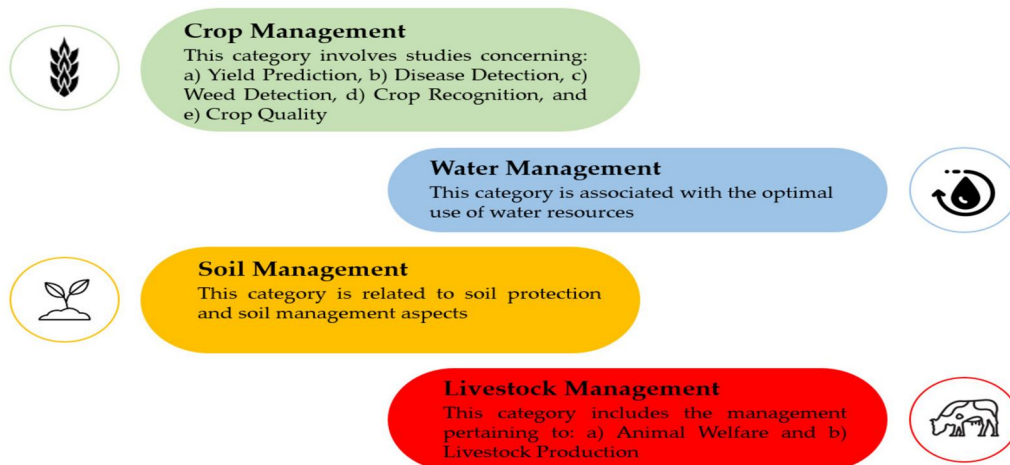 Crop Management
This category involves studies concerning:
a) Yield Prediction, b) Disease Detection, c)
Weed Detection, d) Crop Recognition, and
e) Crop Quality
Water Management
This category is associated with the optimal
use of water resources
Soil Management
This category is related to soil protection
and soil management aspects
Livestock Management
This category includes the management
pertaining to: a) Animal Welfare and b)
Livestock Production